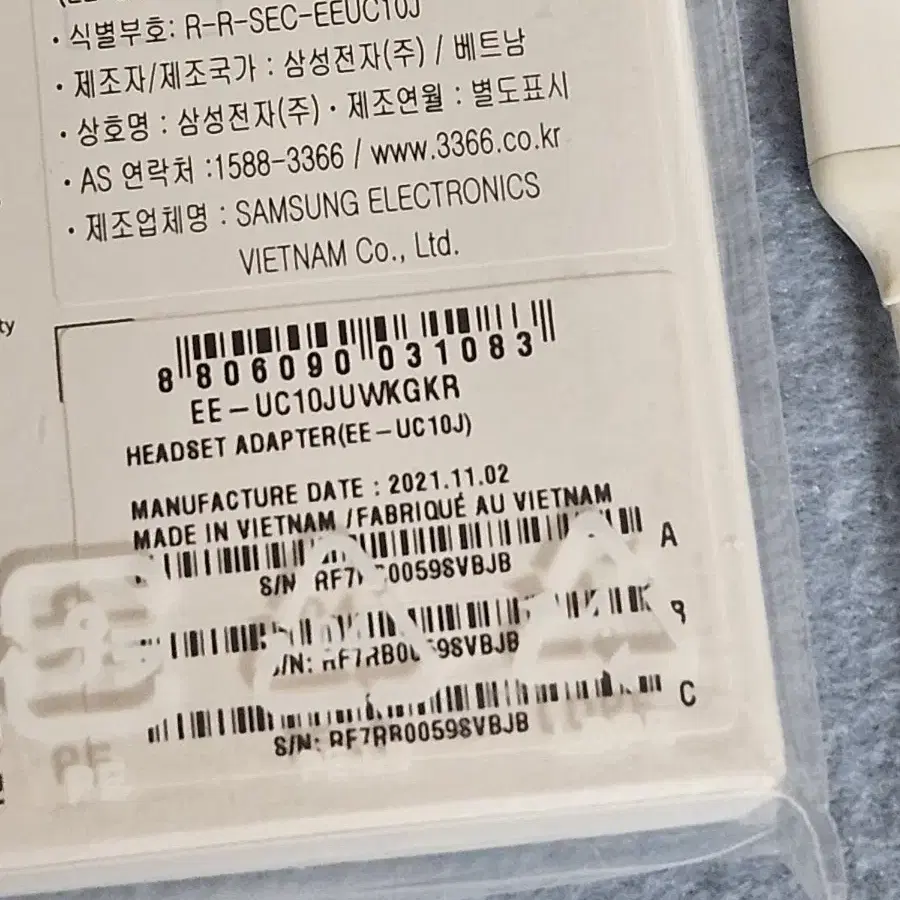 · 식별부호: R-R-SEC-EEUC10J
· 제조자/제조국가 : 삼성전자(주) / 베트남
· 상호명 : 삼성전자(주) · 제조연월 : 별도표시
· AS 연락처 :1588-3366 / www.3366.co.kr
· 제조업체명 : SAMSUNG ELECTRONICS
VIETNAM Co., Ltd.
ty
8 806090 031083
EE-UC10JUWKGKR
HEADSET ADAPTER(EE-UC10J)
MANUFACTURE DATE : 2021.11.02
MADE IN VIETNAM /FABRIQUÉ AU VIETNAM
A
S/N
/N:
C
S/N:
PE